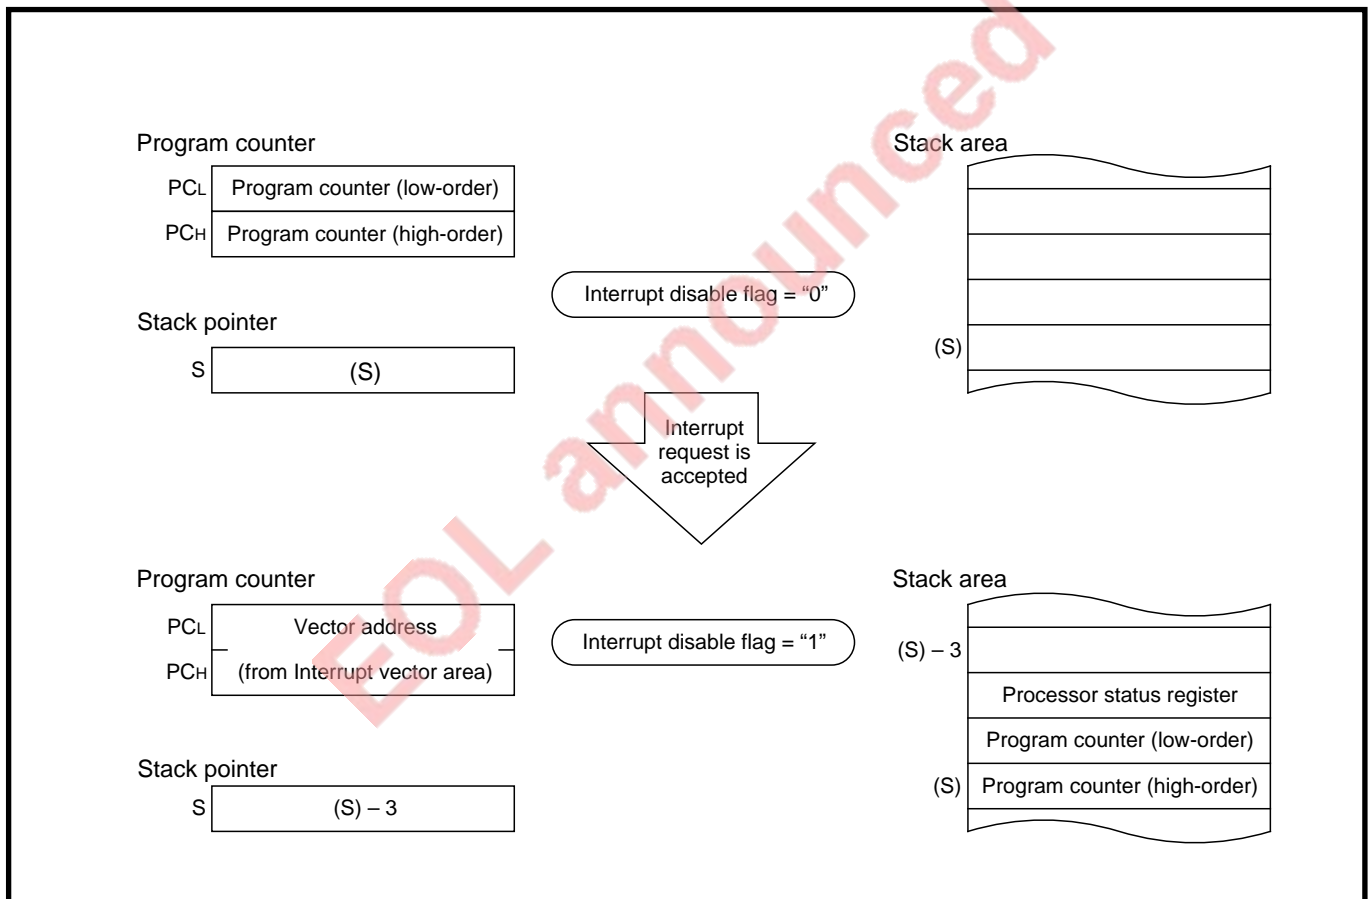 Program counter
PCL Program counter (low-order)
PCH Program counter (high-order)
Stack pointer
S (S)
Interrupt disable flag = “0”
Stack area
(S)
Interrupt
request is
accepted
Program counter
PCL Vector address
PCH (from Interrupt vector area)
Stack pointer
S (S) – 3
Interrupt disable flag = “1”
Stack area
(S) – 3
Processor status register
Program counter (low-order)
(S) Program counter (high-order)
EOL announced